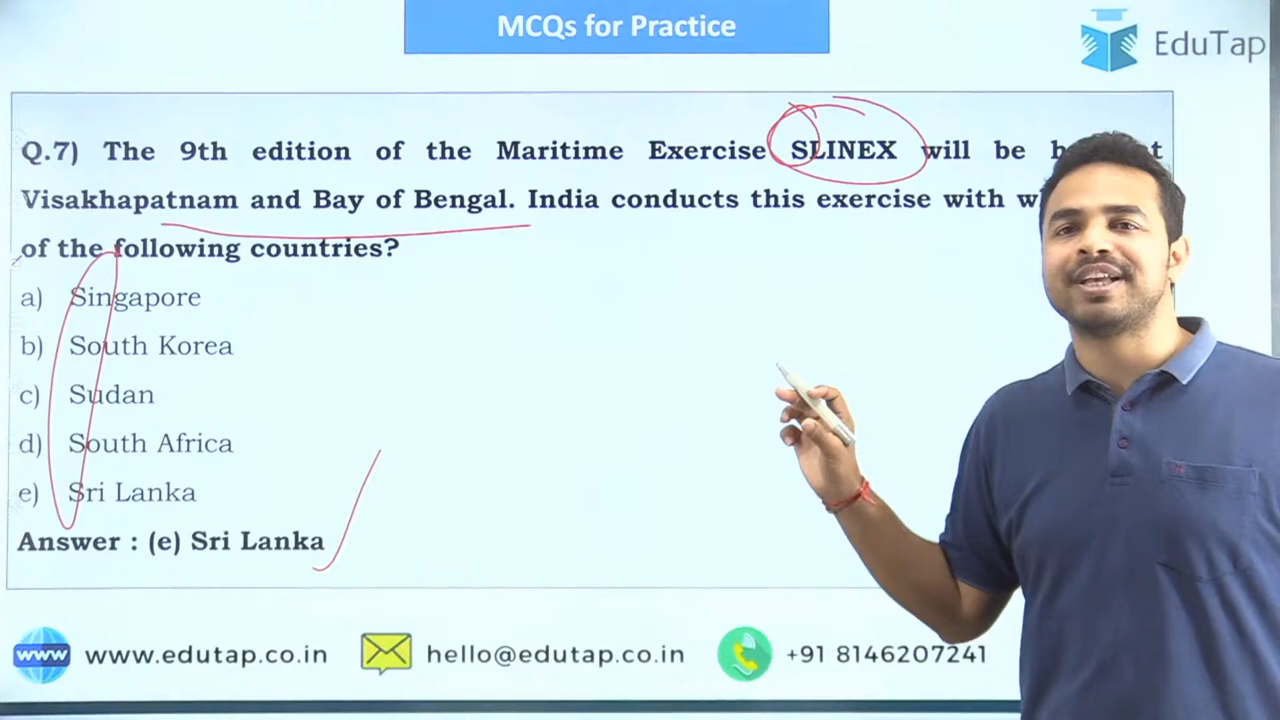 MCQs for Practice
EduTap
Q.7) The 9th edition of the Maritime Exercise SLINEX will be
Visakhapatnam and Bay of Bengal. India conducts this exercise with
of the following countries?
a) Singapore
b) South Korea
c) Sudan
d) South Africa
e) Sri Lanka
Answer : (e) Sri Lanka
www www.edutap.co.in hello@edutap.co.in +91 8146207241